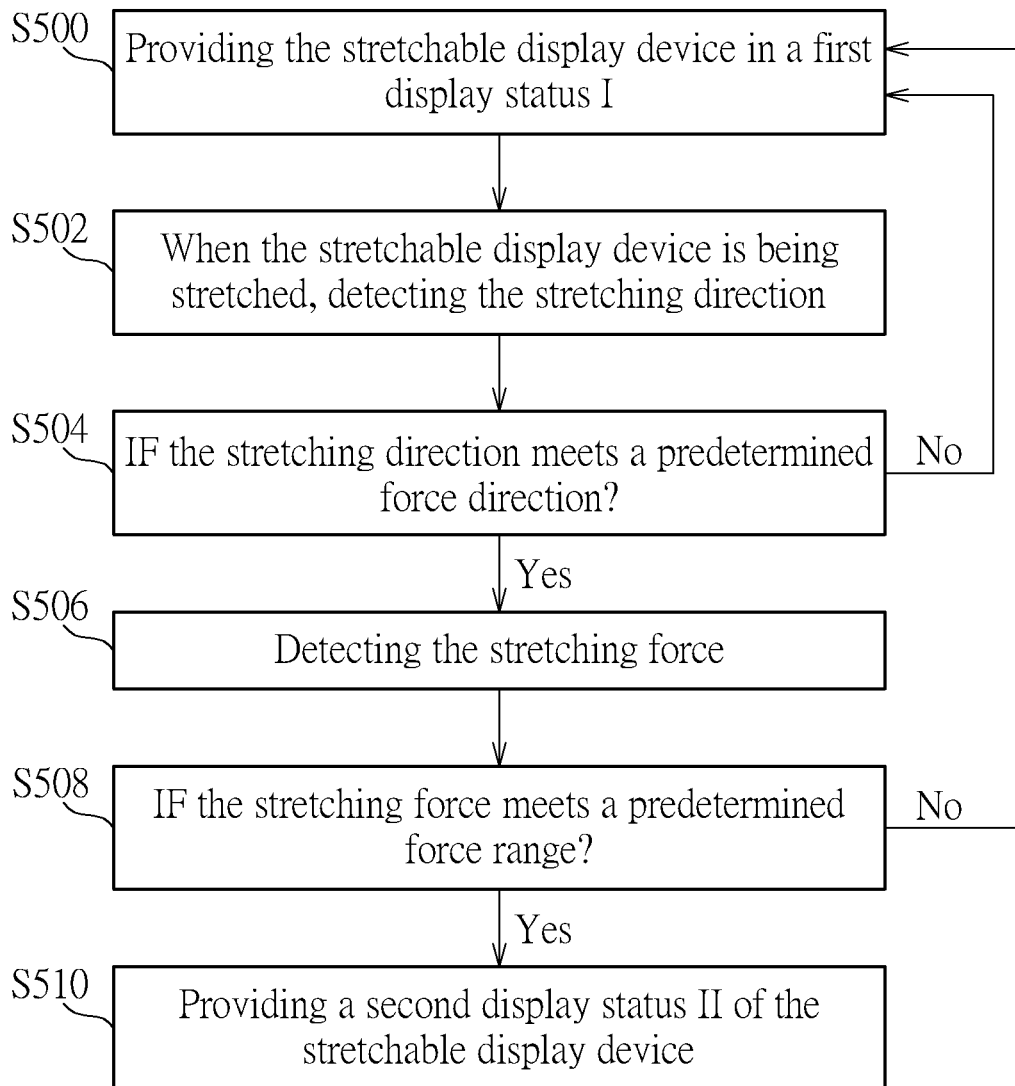 S500
Providing the stretchable display device in a first
display status I
S502
When the stretchable display device is being
stretched, detecting the stretching direction
S504
IF the stretching direction meets a predetermined
force direction?
No
Yes
S506
Detecting the stretching force
S508
IF the stretching force meets a predetermined
force range?
No
Yes
S510
Providing a second display status II of the
stretchable display device